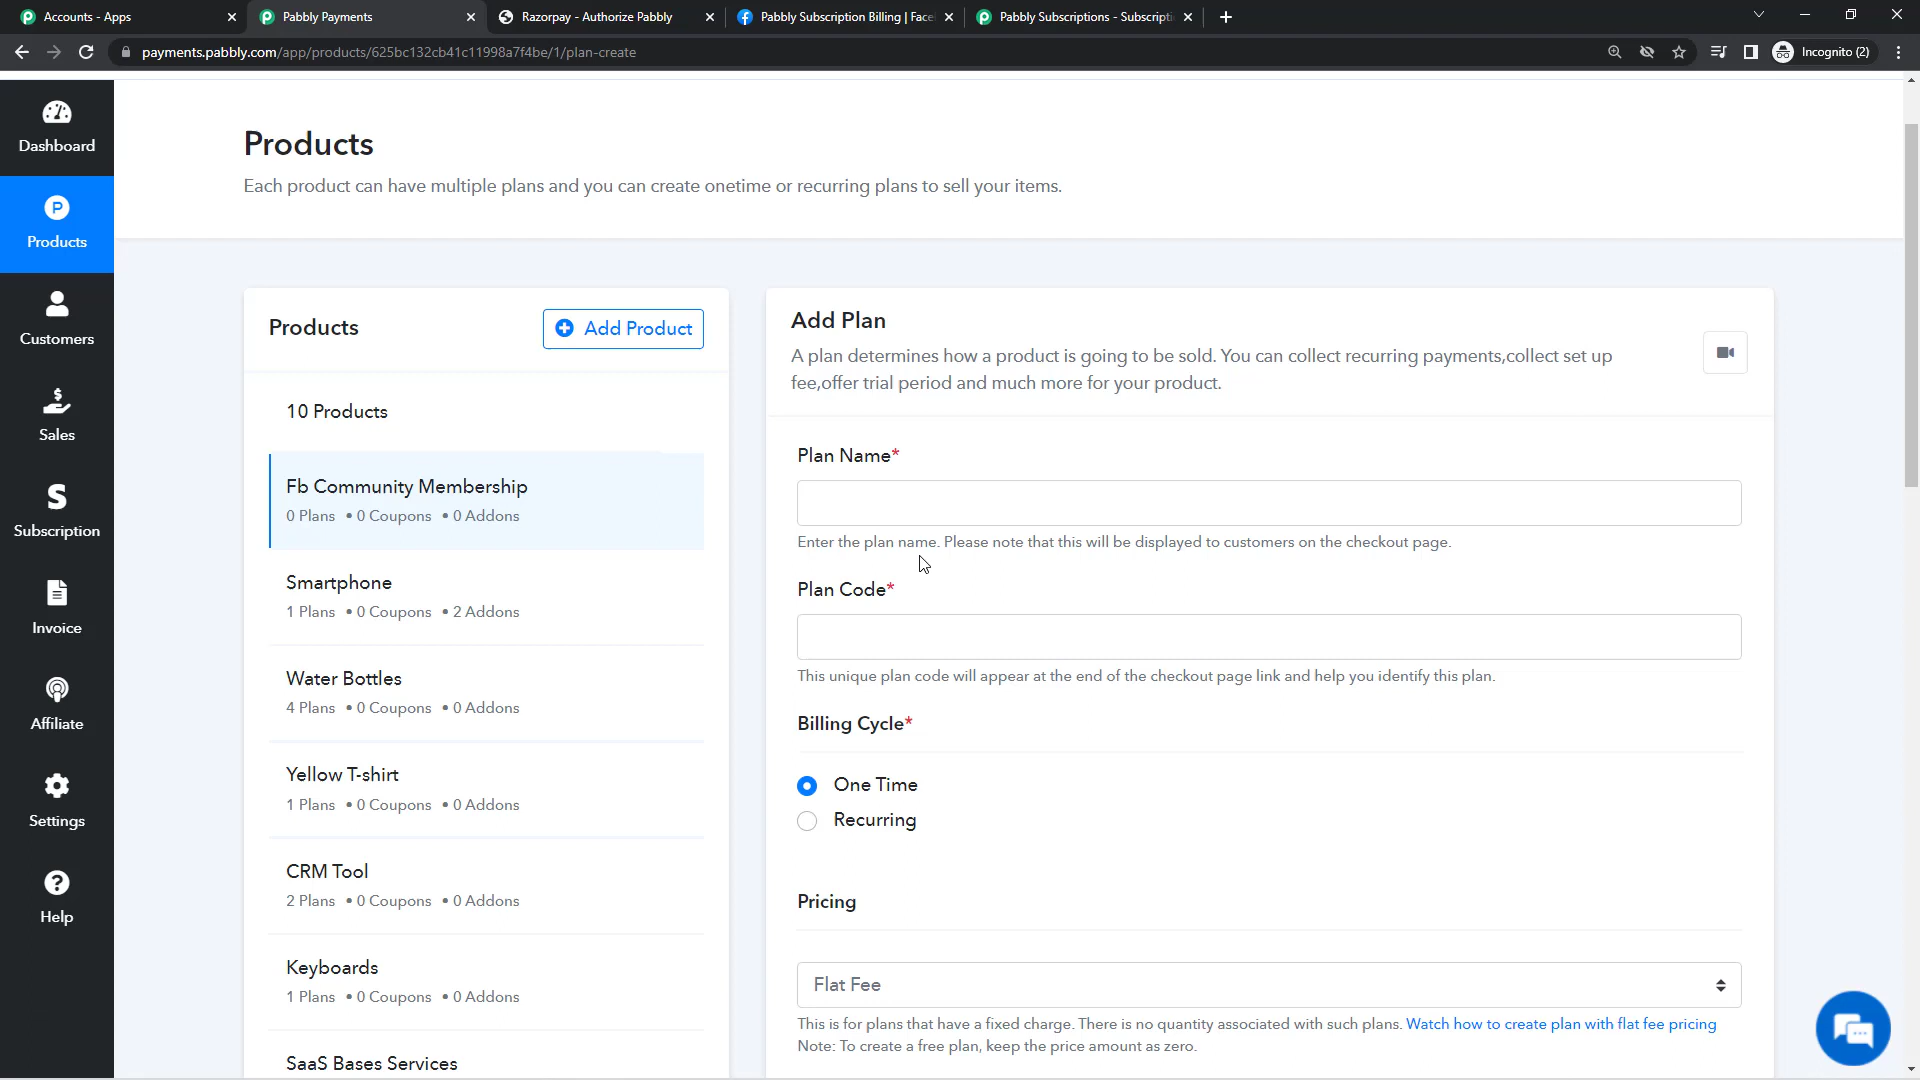 Accounts - Apps
Pabbly Payments
Razorpay - Authorize Pabbly
Pabbly Subscription Billing | Face
Pabbly Subscriptions - Subscripti
payments.pabbly.com/app/products/625bc132cb41c11998a7f4be/1/plan-create
Incognito (2)
Dashboard
P
Products
Customers
$
Sales
S
Subscription
Invoice
Affiliate
Settings
?
Help
Products
Each product can have multiple plans and you can create onetime or recurring plans to sell your items.
Products
Add Product
10 Products
Fb Community Membership
0 Plans • 0 Coupons • 0 Addons
Smartphone
1 Plans • 0 Coupons • 2 Addons
Water Bottles
4 Plans • 0 Coupons • 0 Addons
Yellow T-shirt
1 Plans • 0 Coupons • 0 Addons
CRM Tool
2 Plans • 0 Coupons • 0 Addons
Keyboards
1 Plans • 0 Coupons • 0 Addons
SaaS Bases Services
Add Plan
A plan determines how a product is going to be sold. You can collect recurring payments,collect set up
fee,offer trial period and much more for your product.
Plan Name*
Enter the plan name. Please note that this will be displayed to customers on the checkout page.
Plan Code*
This unique plan code will appear at the end of the checkout page link and help you identify this plan.
Billing Cycle*
One Time
Recurring
Pricing
Flat Fee
This is for plans that have a fixed charge. There is no quantity associated with such plans. Watch how to create plan with flat fee pricing
Note: To create a free plan, keep the price amount as zero.